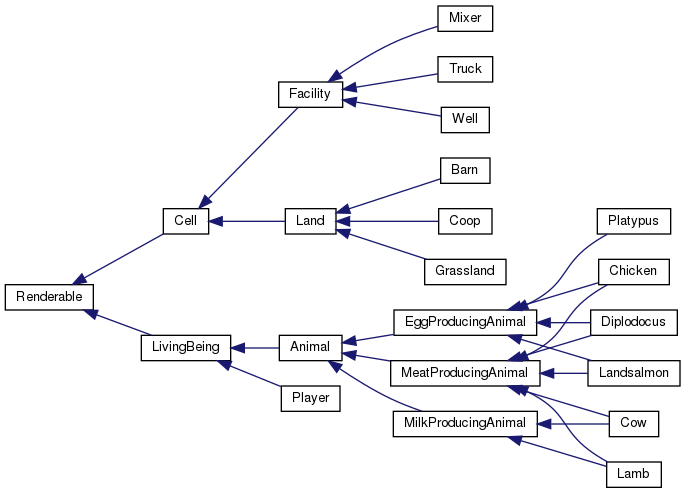 Mixer
Truck
Facility
Well
Barn
Cell
Land
Coop
Platypus
Grassland
Chicken
Renderable
EggProducingAnimal
Diplodocus
LivingBeing
Animal
MeatProducingAnimal
Landsalmon
Player
MilkProducingAnimal
Cow
Lamb